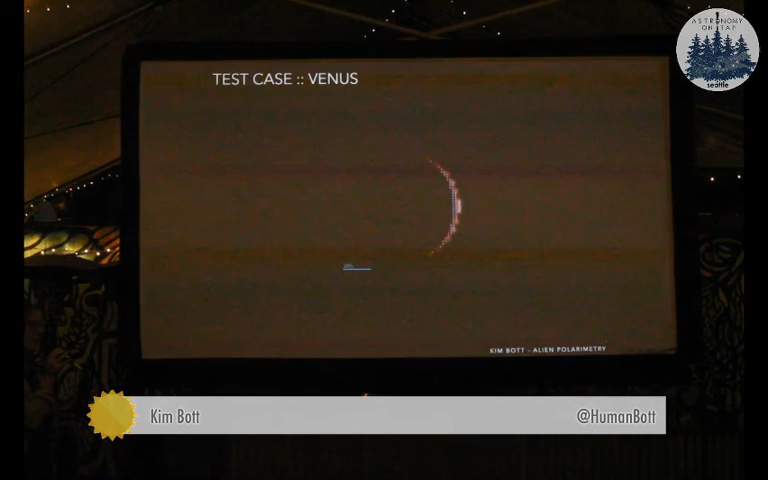 ASTRONOMY
ON TAP
seattle
TEST CASE :: VENUS
KIM BOTT - ALIEN POLARIMETRY
Kim Bott
@HumanBott